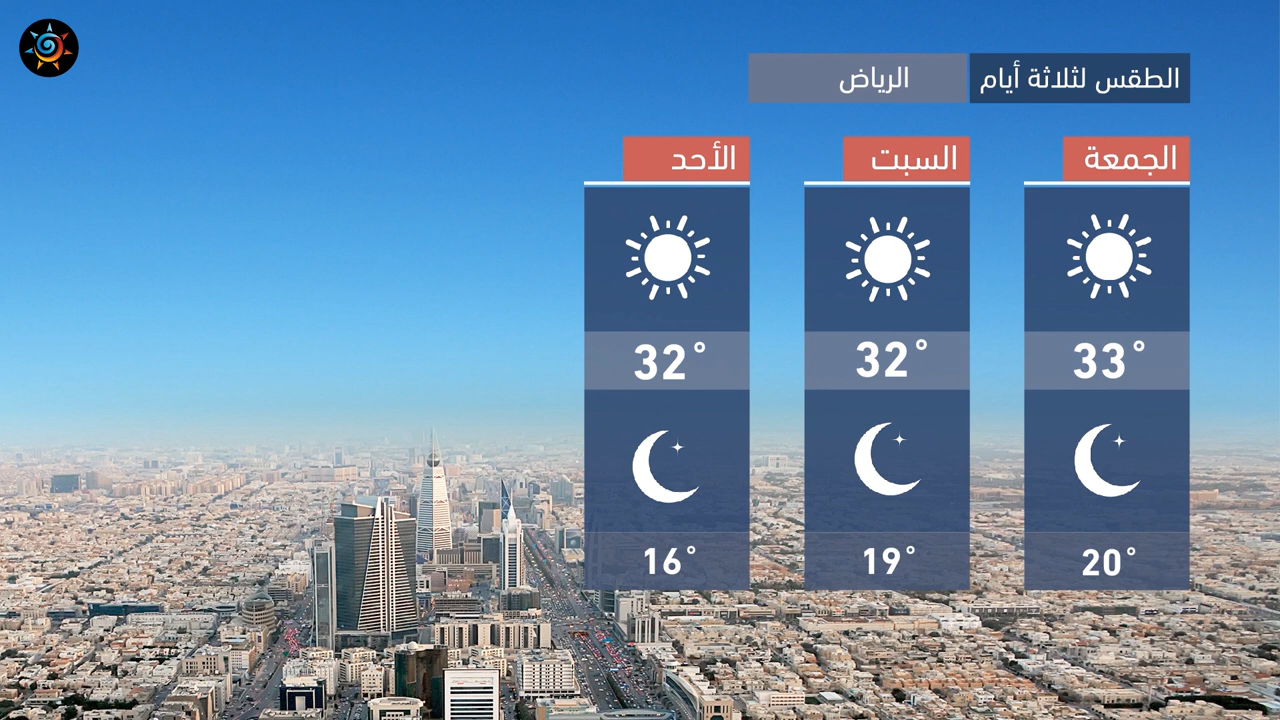 الطقس لثلاثة أيام
الرياض
الجمعة
السبت
الأحد
33°
32°
32°
20°
19°
16°